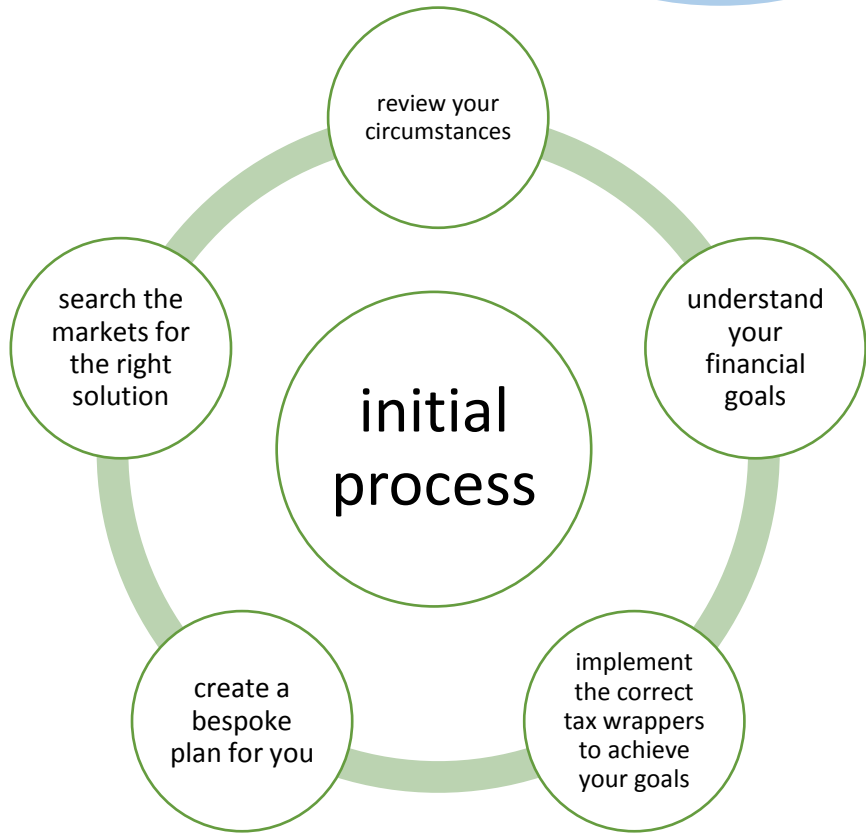 review your
circumstances
understand
your
financial
goals
implement
the correct
tax wrappers
to achieve
your goals
create a
bespoke
plan for you
search the
markets for
the right
solution
initial
process